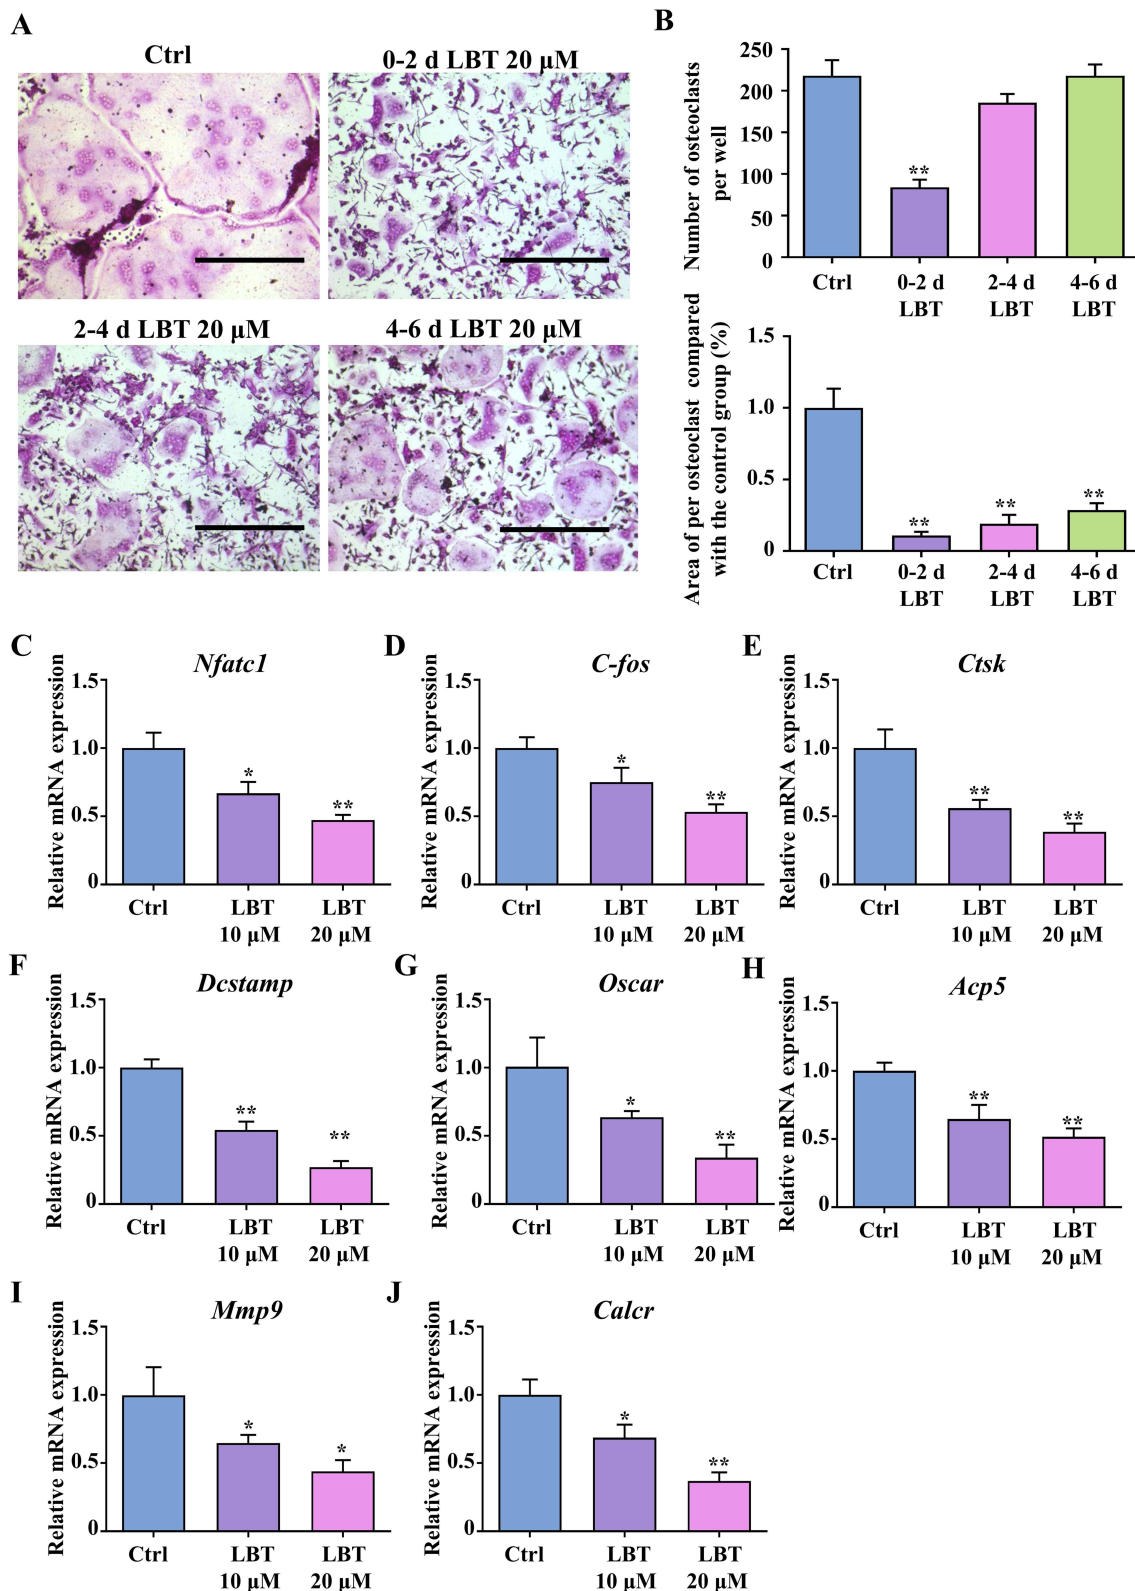 A
Ctrl
0-2 d LBT 20 μM
2-4 d LBT 20 μM
4-6 d LBT 20 μM
B
Number of osteoclasts
per well
250
200
150
100
50
0
**
Ctrl
0-2 d
LBT
2-4 d
LBT
4-6 d
LBT
Area of per osteoclast compared
with the control group (%)
1.5
1.0
0.5
0
**
**
**
Ctrl
0-2 d
LBT
2-4 d
LBT
4-6 d
LBT
C
Nfatc1
Relative mRNA expression
1.5
1.0
0.5
0
*
**
Ctrl
LBT
10 μM
LBT
20 μM
D
C-fos
Relative mRNA expression
1.5
1.0
0.5
0
*
**
Ctrl
LBT
10 μM
LBT
20 μM
E
Ctsk
Relative mRNA expression
1.5
1.0
0.5
0
**
**
Ctrl
LBT
10 μM
LBT
20 μM
F
Dcstamp
Relative mRNA expression
1.5
1.0
0.5
0
**
**
Ctrl
LBT
10 μM
LBT
20 μM
G
Oscar
Relative mRNA expression
1.5
1.0
0.5
0
*
**
Ctrl
LBT
10 μM
LBT
20 μM
H
Acp5
Relative mRNA expression
1.5
1.0
0.5
0
**
**
Ctrl
LBT
10 μM
LBT
20 μM
I
Mmp9
Relative mRNA expression
1.5
1.0
0.5
0
*
*
Ctrl
LBT
10 μM
LBT
20 μM
J
Calcr
Relative mRNA expression
1.5
1.0
0.5
0
*
**
Ctrl
LBT
10 μM
LBT
20 μM